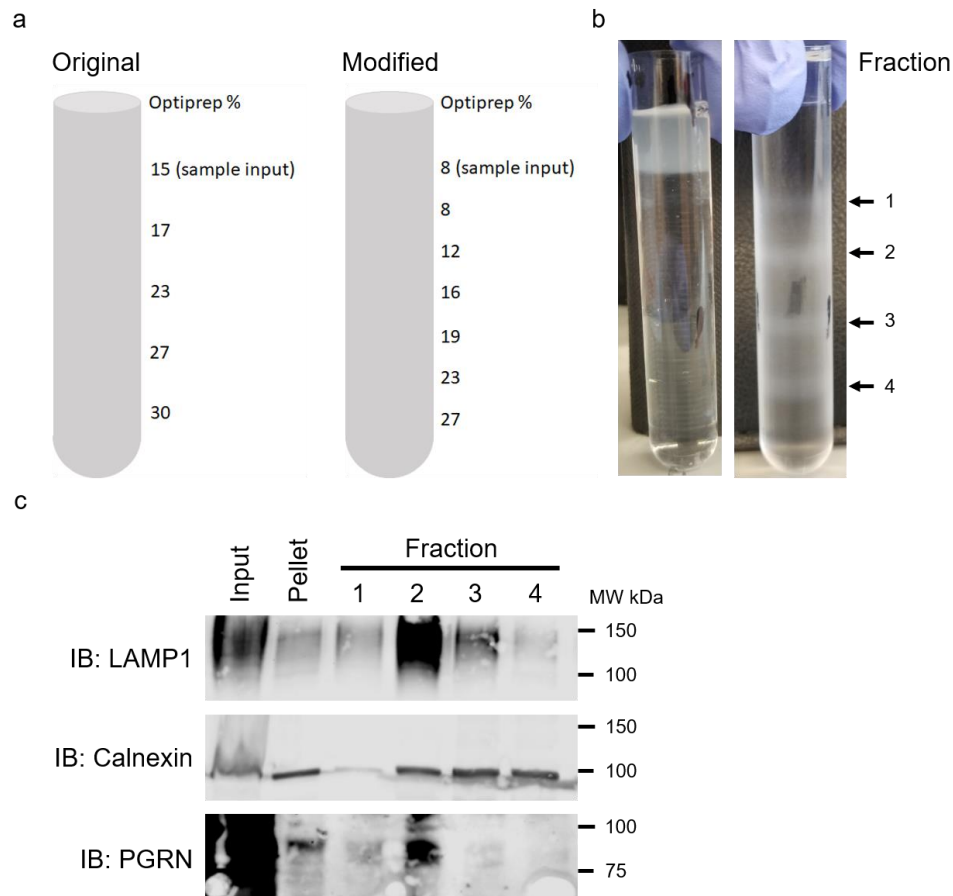 a
Original
Optiprep %
15 (sample input)
17
23
27
30
Modified
Optiprep %
8 (sample input)
8
12
16
19
23
27
b
Fraction
1
2
3
4
c
Input
Pellet
Fraction
1 2 3 4
MW kDa
IB: LAMP1
150
100
IB: Calnexin
150
100
IB: PGRN
100
75